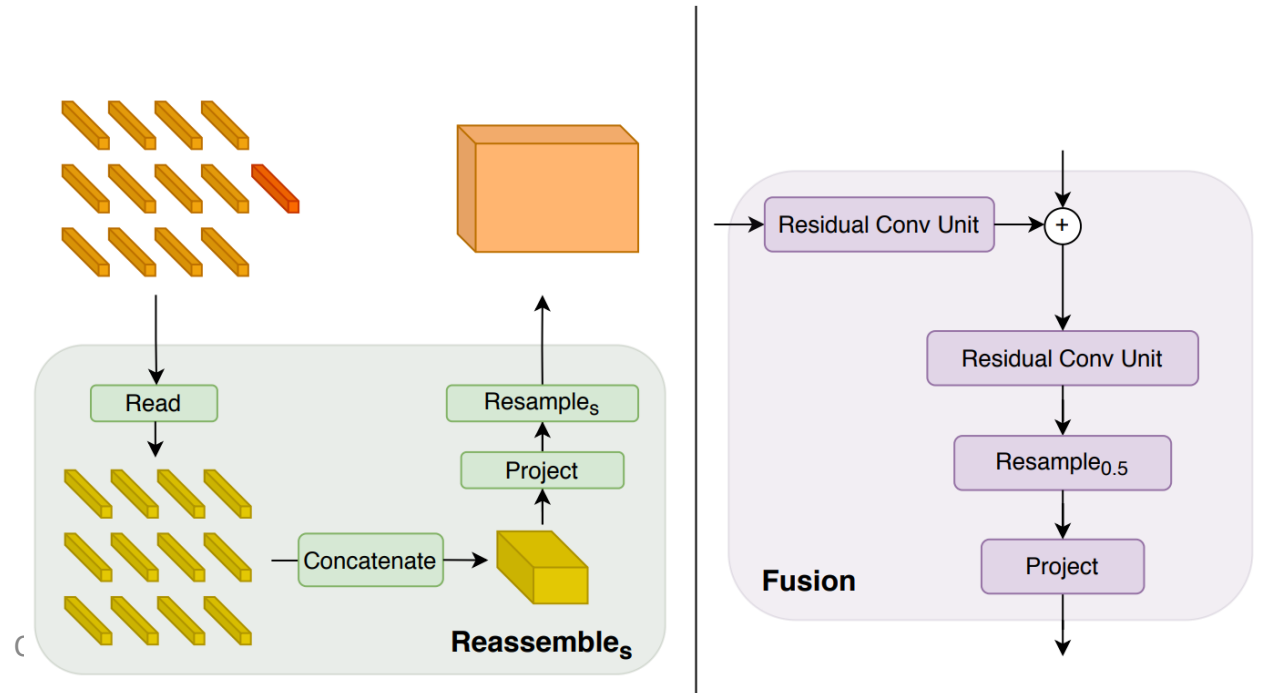 Read
Resample_s
Project
Concatenate
Reassemble_s
Residual Conv Unit
+
Residual Conv Unit
Resample_0.5
Project
Fusion